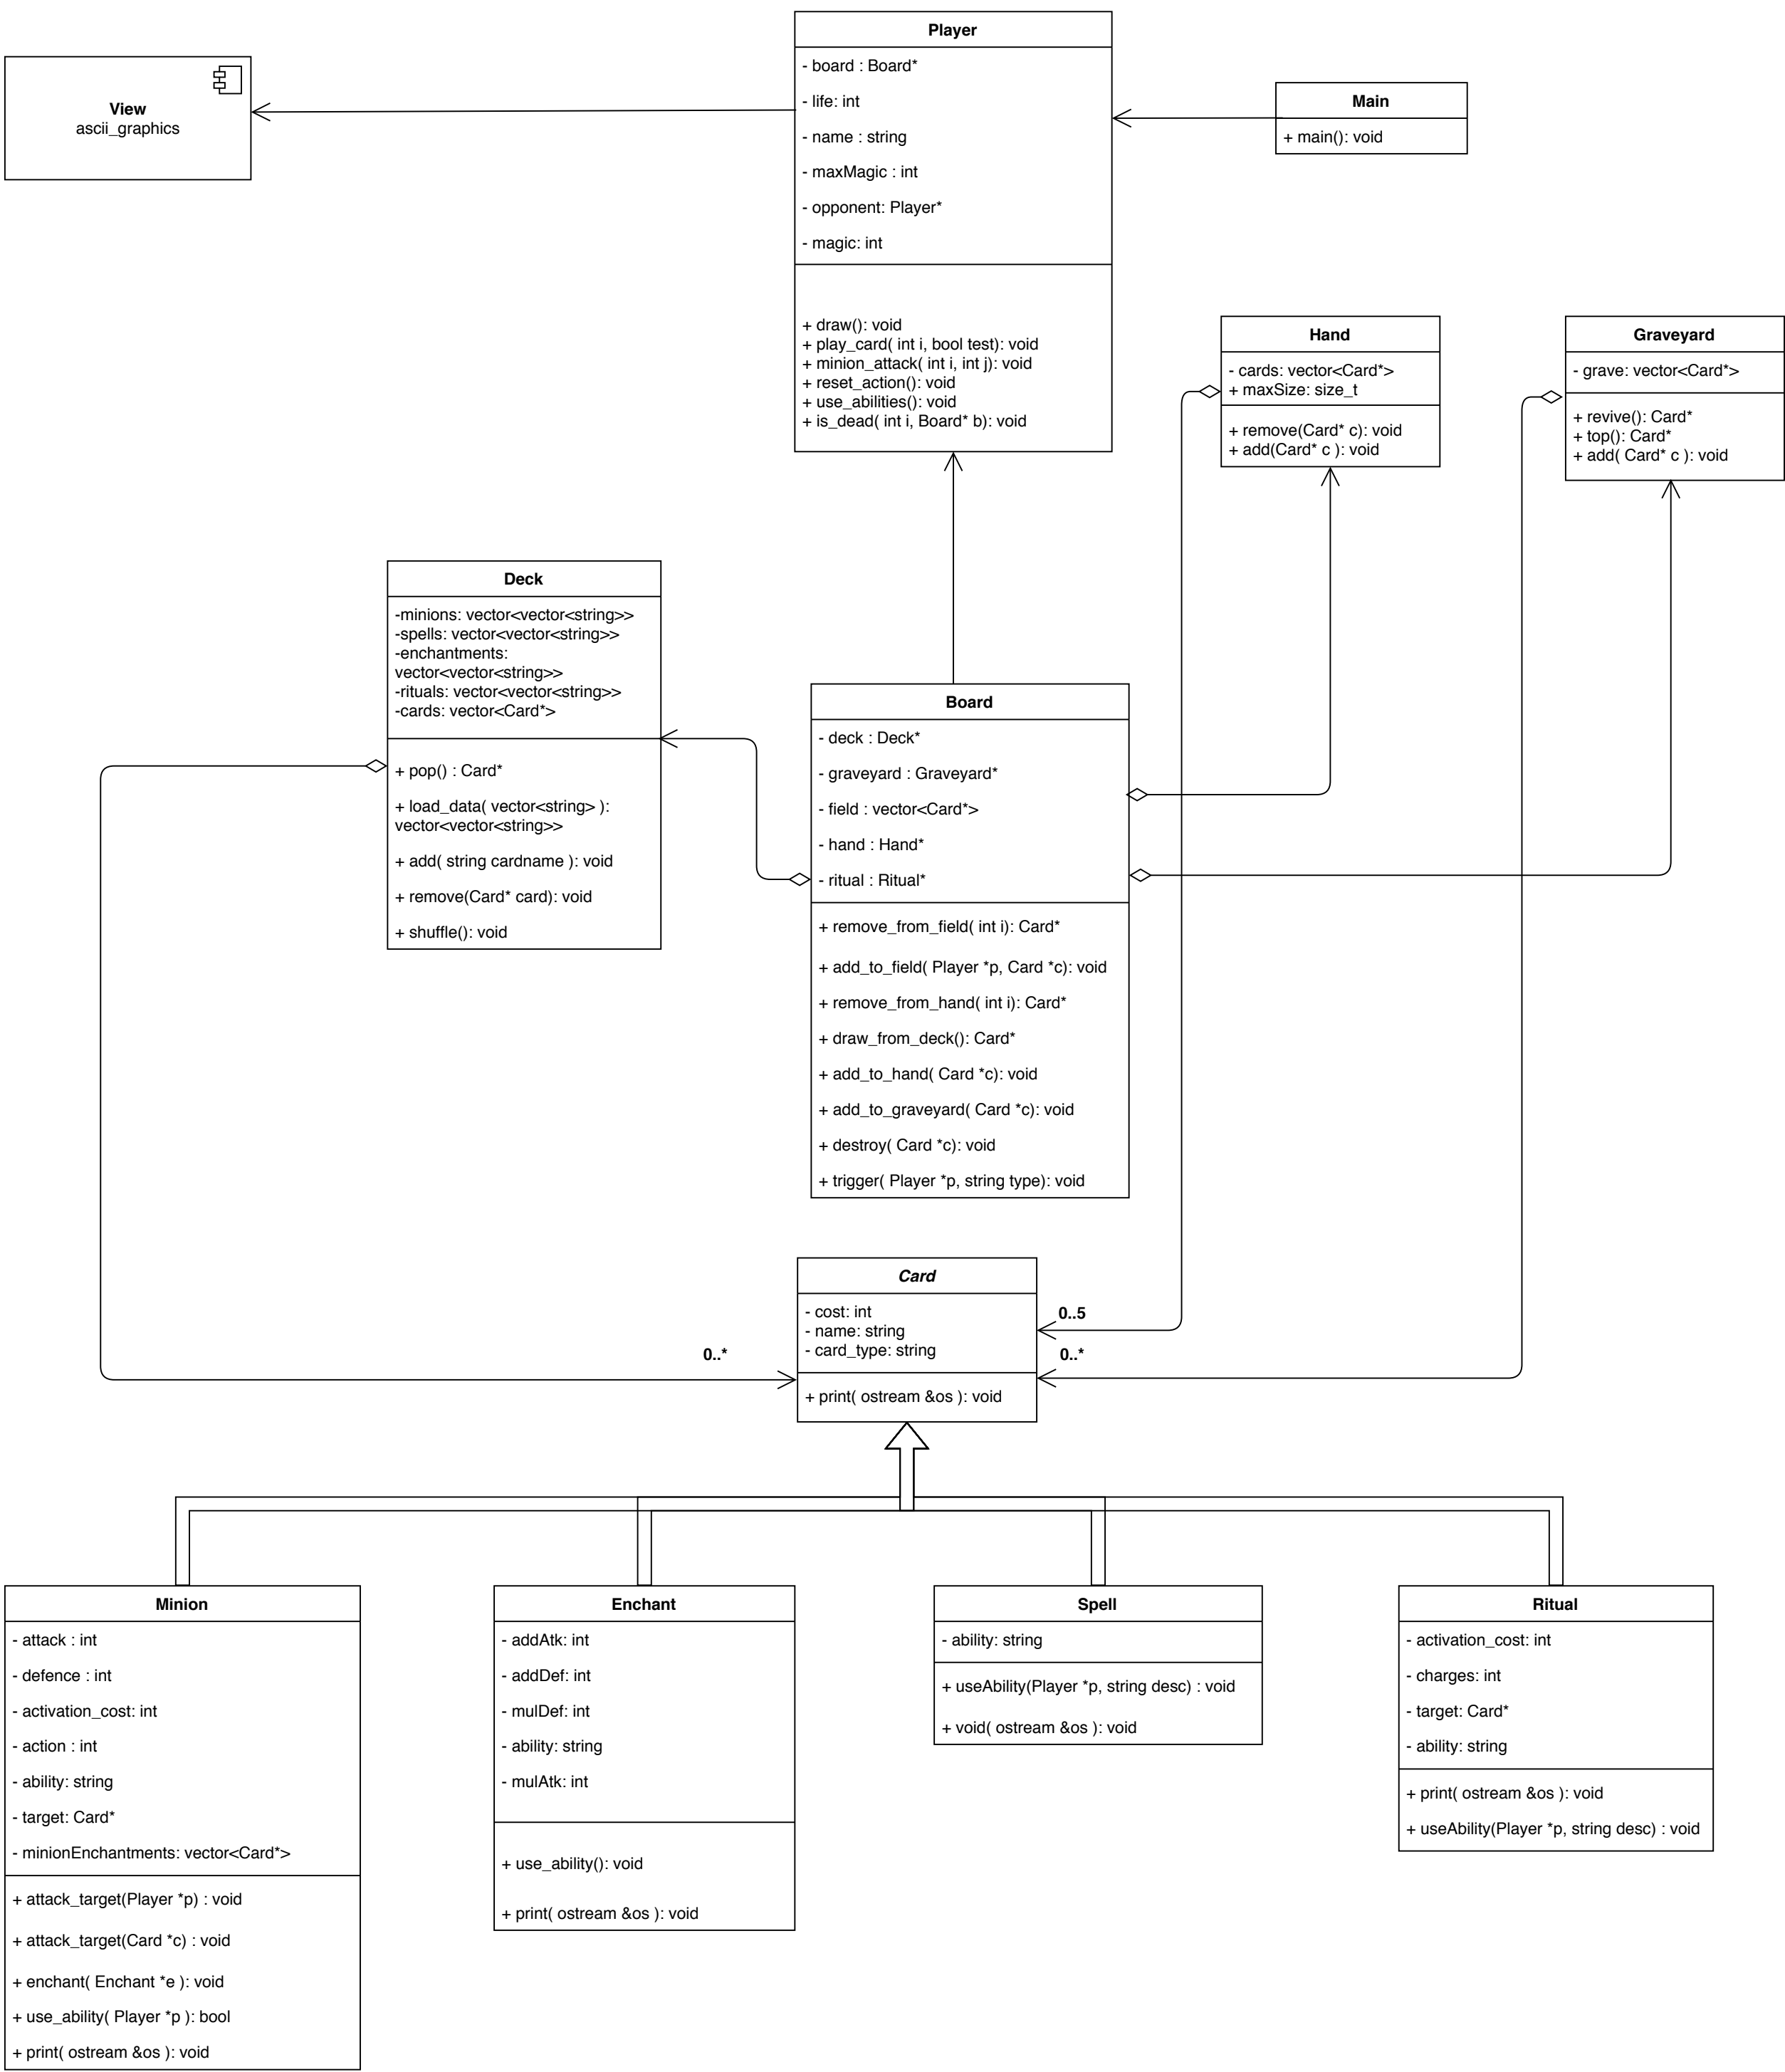 Player
- board : Board*
- life: int
- name : string
- maxMagic : int
- opponent: Player*
- magic: int
+ draw(): void
+ play_card( int i, bool test): void
+ minion_attack( int i, int j): void
+ reset_action(): void
+ use_abilities(): void
+ is_dead( int i, Board* b): void
View
ascii_graphics
Main
+ main(): void
Hand
- cards: vector<Card*>
+ maxSize: size_t
+ remove(Card* c): void
+ add(Card* c ): void
Graveyard
- grave: vector<Card*>
+ revive(): Card*
+ top(): Card*
+ add( Card* c ): void
Deck
-minions: vector<vector<string>>
-spells: vector<vector<string>>
-enchantments:
vector<vector<string>>
-rituals: vector<vector<string>>
-cards: vector<Card*>
+ pop() : Card*
+ load_data( vector<string> ):
vector<vector<string>>
+ add( string cardname ): void
+ remove(Card* card): void
+ shuffle(): void
Board
- deck : Deck*
- graveyard : Graveyard*
- field : vector<Card*>
- hand : Hand*
- ritual : Ritual*
+ remove_from_field( int i): Card*
+ add_to_field( Player *p, Card *c): void
+ remove_from_hand( int i): Card*
+ draw_from_deck(): Card*
+ add_to_hand( Card *c): void
+ add_to_graveyard( Card *c): void
+ destroy( Card *c): void
+ trigger( Player *p, string type): void
Card
- cost: int
- name: string
- card_type: string
+ print( ostream &os ): void
0..5
0..*
0..*
Minion
- attack : int
- defence : int
- activation_cost: int
- action : int
- ability: string
- target: Card*
- minionEnchantments: vector<Card*>
+ attack_target(Player *p) : void
+ attack_target(Card *c) : void
+ enchant( Enchant *e ): void
+ use_ability( Player *p ): bool
+ print( ostream &os ): void
Enchant
- addAtk: int
- addDef: int
- mulDef: int
- ability: string
- mulAtk: int
+ use_ability(): void
+ print( ostream &os ): void
Spell
- ability: string
+ useAbility(Player *p, string desc) : void
+ void( ostream &os ): void
Ritual
- activation_cost: int
- charges: int
- target: Card*
- ability: string
+ print( ostream &os ): void
+ useAbility(Player *p, string desc) : void